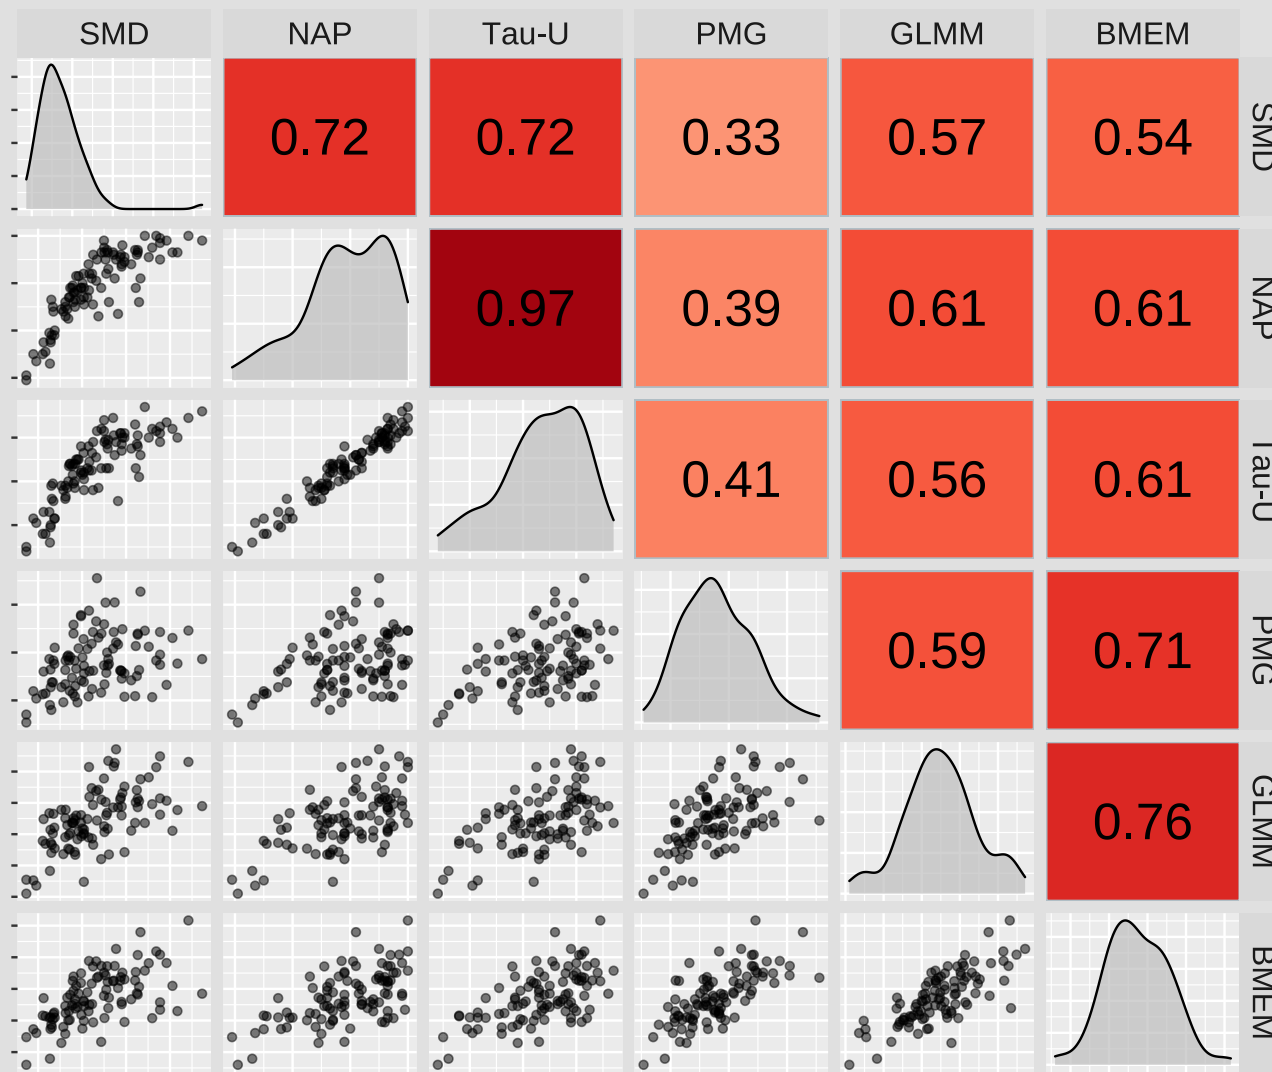 SMD NAP Tau-U PMG GLMM BMEM
0.72 0.72 0.33 0.57 0.54 SMD
0.97 0.39 0.61 0.61 NAP
0.41 0.56 0.61 Tau-U
0.59 0.71 PMG
0.76 GLMM
BMEM